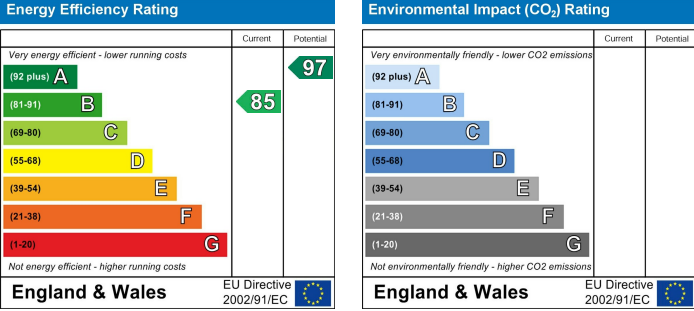 Energy Efficiency Rating
Current Potential
Very energy efficient - lower running costs
(92 plus) A
97
(81-91) B
85
(69-80) C
(55-68) D
(39-54) E
(21-38) F
(1-20) G
Not energy efficient - higher running costs
England & Wales
EU Directive
2002/91/EC
Environmental Impact (CO₂) Rating
Current Potential
Very environmentally friendly - lower CO2 emissions
(92 plus) A
(81-91) B
(69-80) C
(55-68) D
(39-54) E
(21-38) F
(1-20) G
Not environmentally friendly - higher CO2 emissions
England & Wales
EU Directive
2002/91/EC